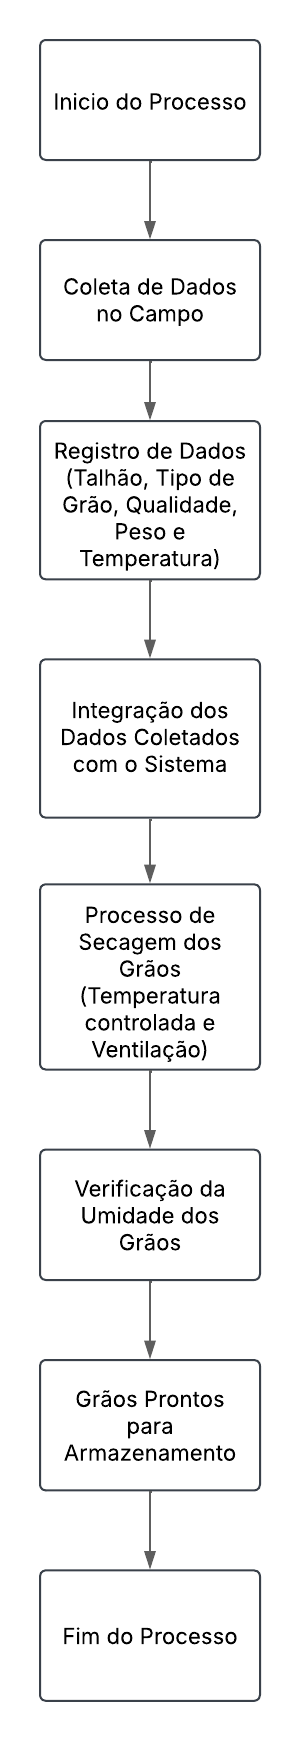 Inicio do Processo
Coleta de Dados
no Campo
Registro de Dados
(Talhão, Tipo de
Grão, Qualidade,
Peso e
Temperatura)
Integração dos
Dados Coletados
com o Sistema
Processo de
Secagem dos
Grãos
(Temperatura
controlada e
Ventilação)
Verificação da
Umidade dos
Grãos
Grãos Prontos
para
Armazenamento
Fim do Processo